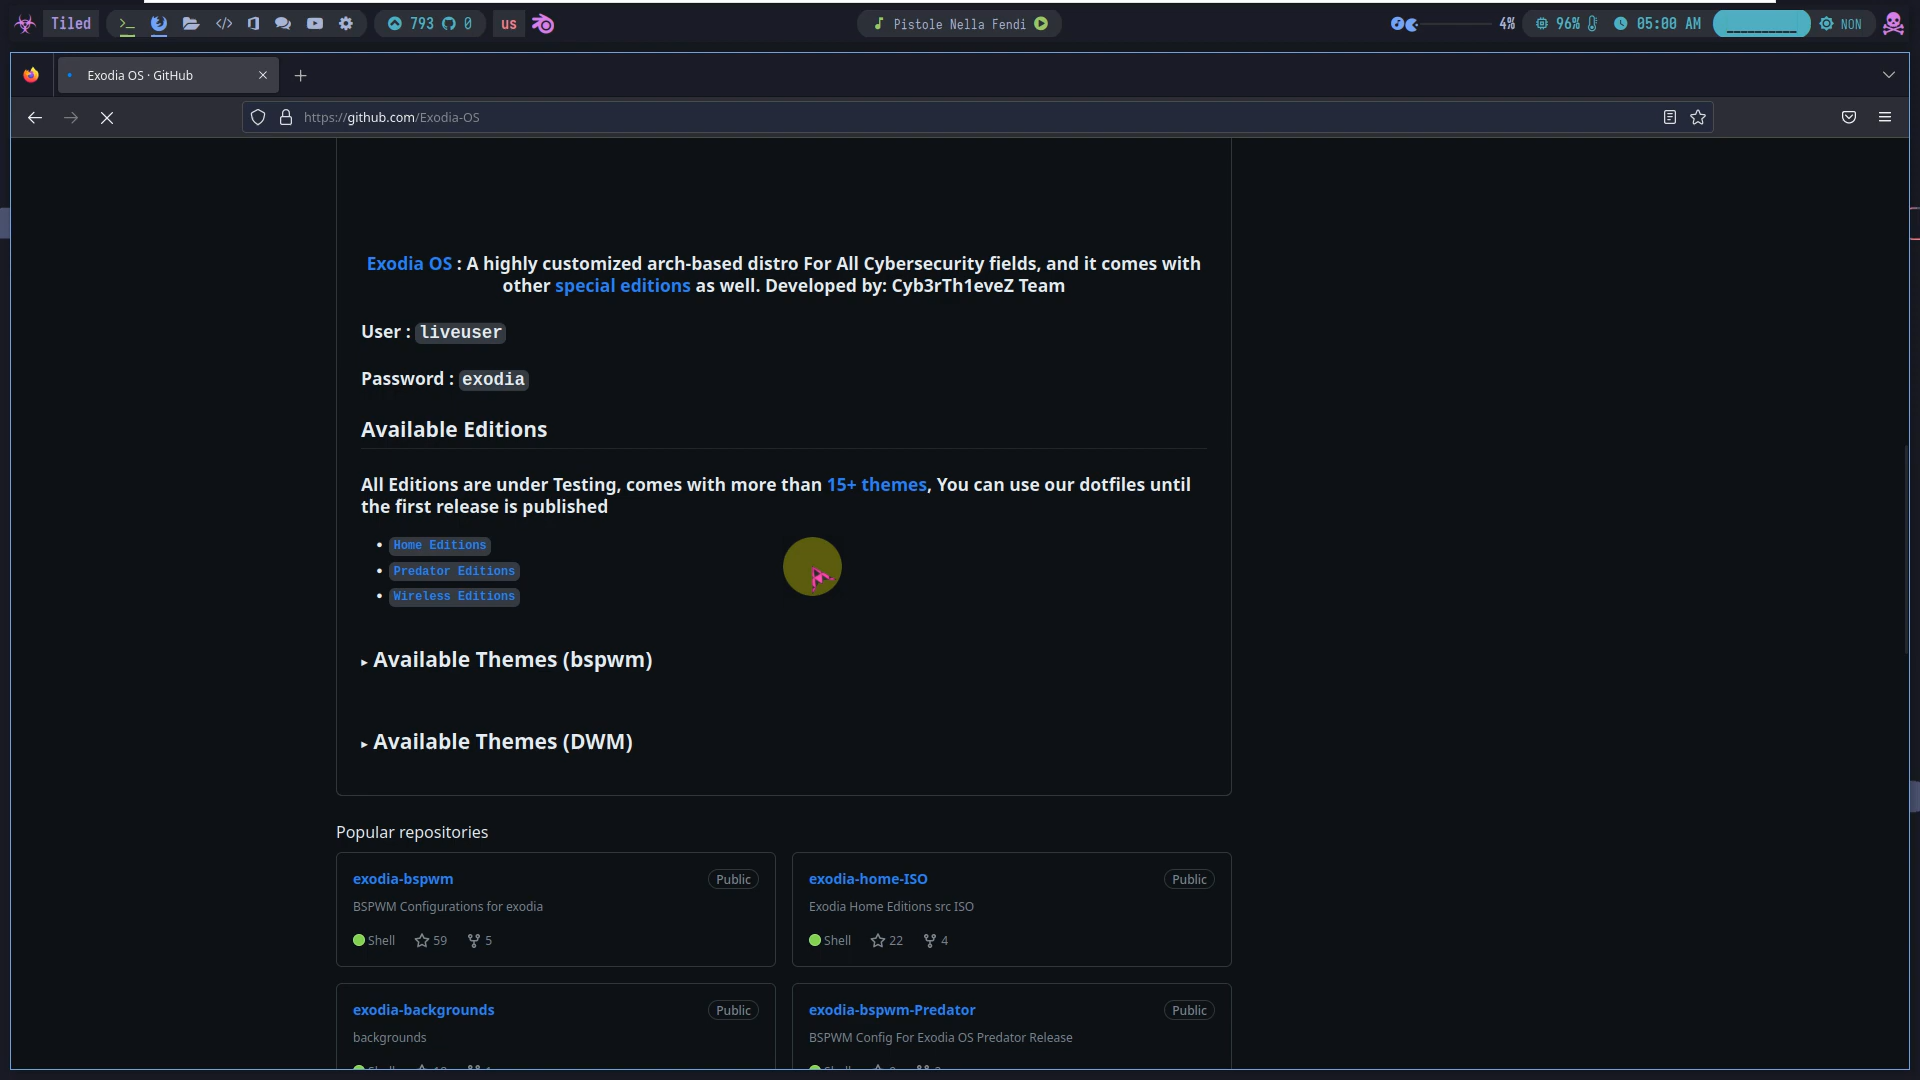 Tiled
793
0
us
Pistole Nella Fendi
4%
96%
05:00 AM
NON
Exodia OS · GitHub
https://github.com/Exodia-OS
Exodia OS : A highly customized arch-based distro For All Cybersecurity fields, and it comes with
other special editions as well. Developed by: Cyb3rTh1eveZ Team
User : liveuser
Password : exodia
Available Editions
All Editions are under Testing, comes with more than 15+ themes, You can use our dotfiles until
the first release is published
• Home Editions
• Predator Editions
• Wireless Editions
Available Themes (bspwm)
Available Themes (DWM)
Popular repositories
exodia-bspwm Public
BSPWM Configurations for exodia
Shell 59 5
exodia-home-ISO Public
Exodia Home Editions src ISO
Shell 22 4
exodia-backgrounds Public
backgrounds
exodia-bspwm-Predator Public
BSPWM Config For Exodia OS Predator Release